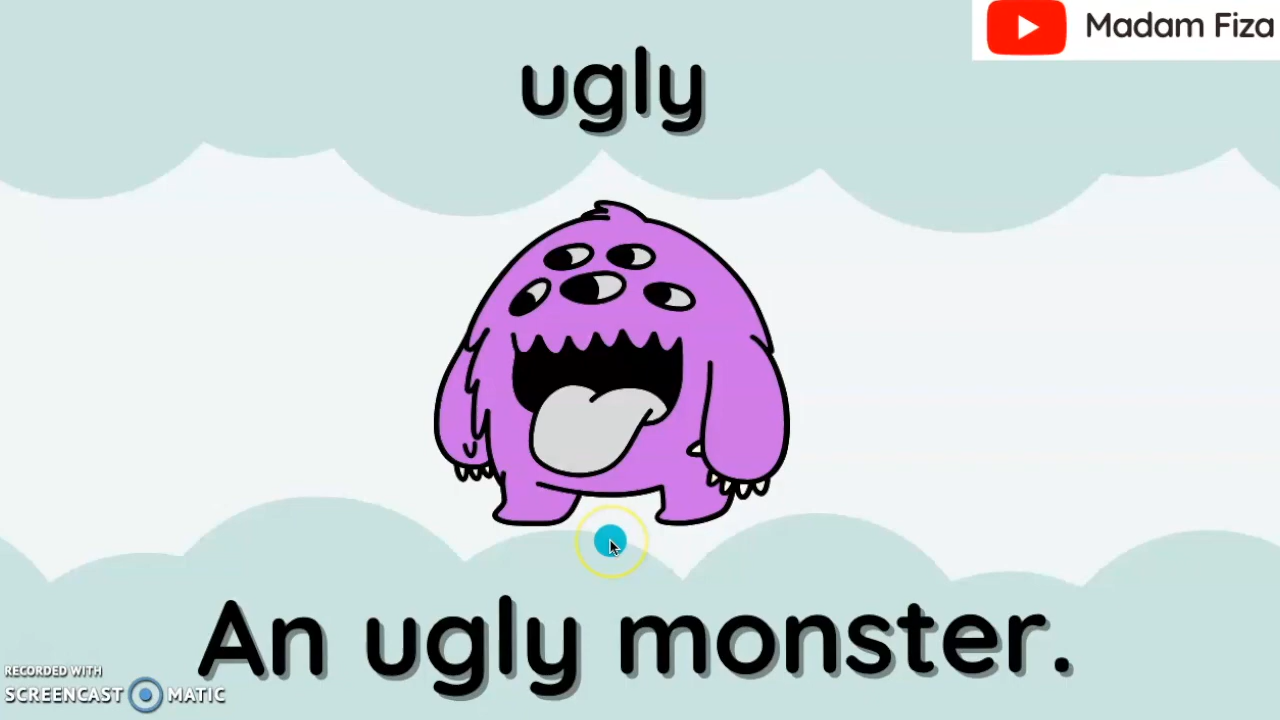 Madam Fiza
ugly
An ugly monster.
RECORDED WITH
SCREENCAST MATIC